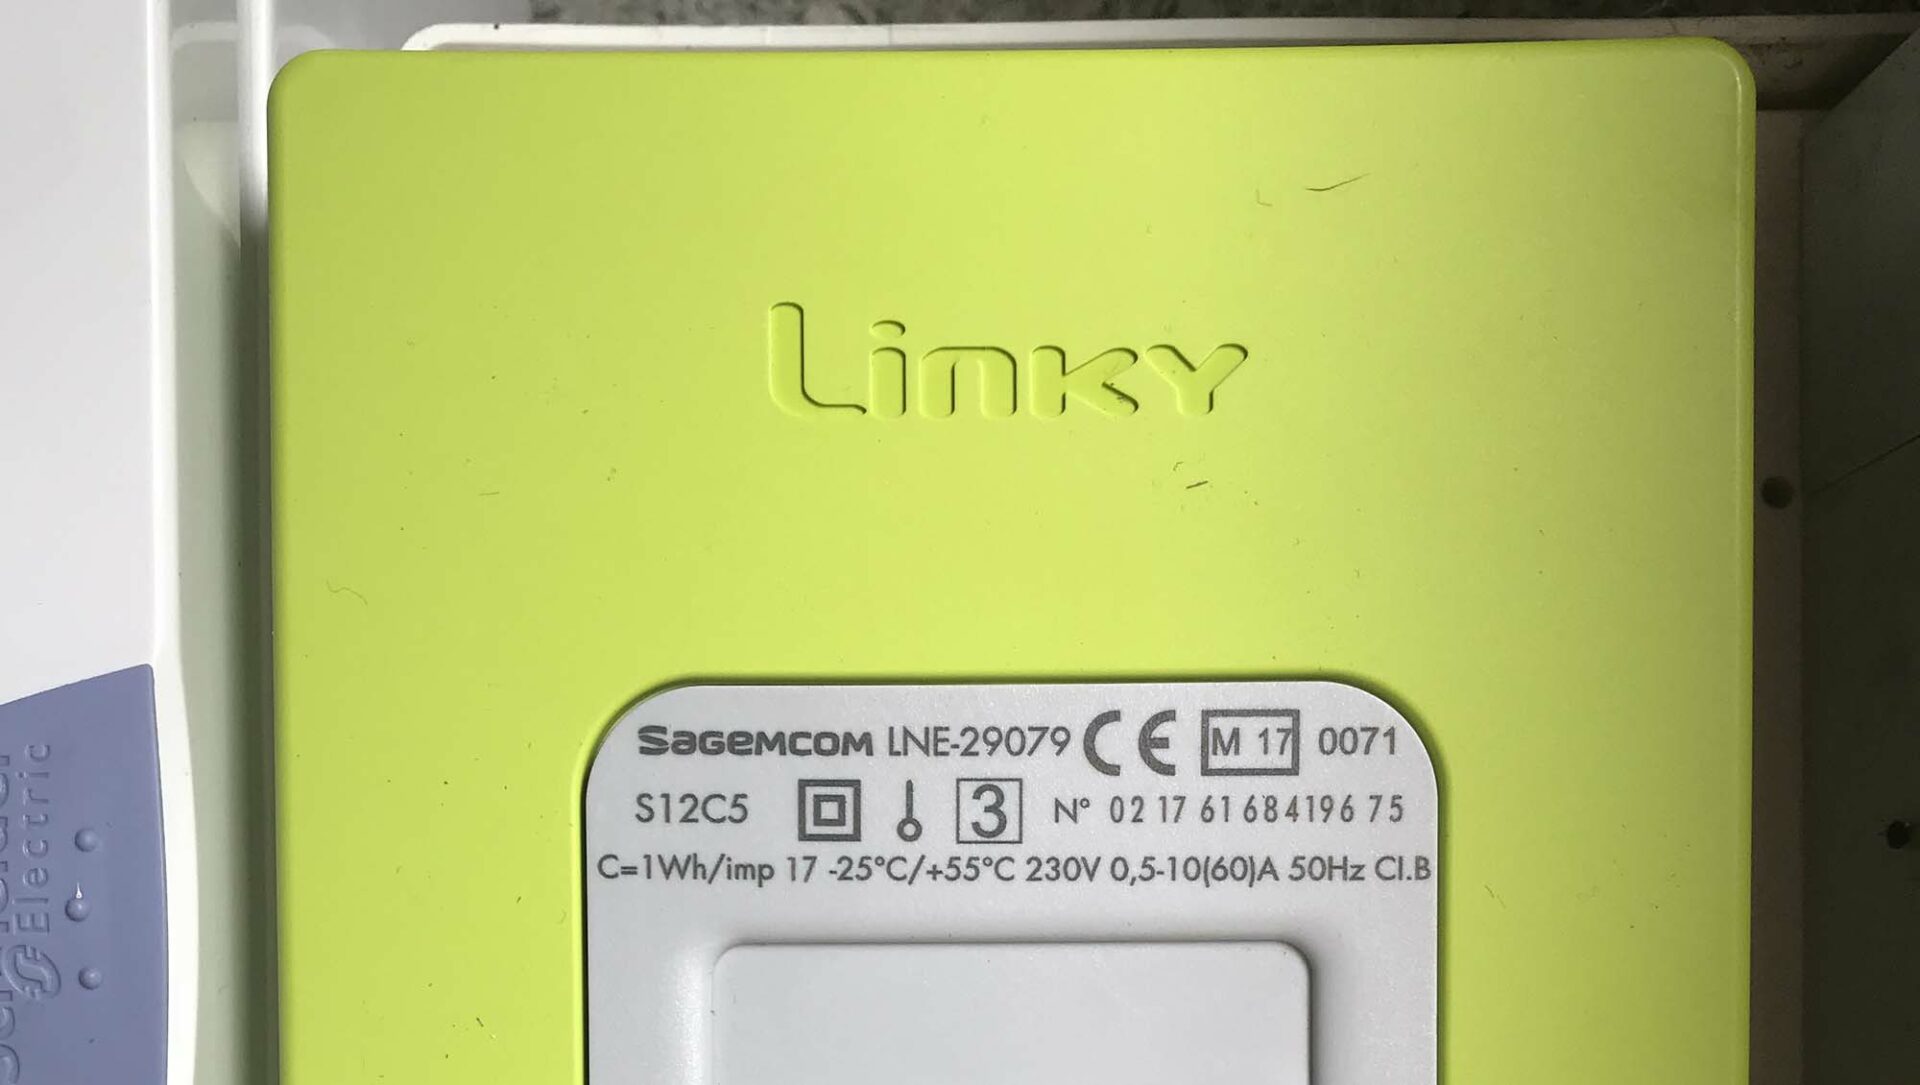 Linky
Sagemcom LNE-29079 CE M 17 0071
S12C5 3 N° 02 17 61 684196 75
C=1Wh/imp 17 -25°C/+55°C 230V 0,5-10(60)A 50Hz Cl.B
Electric